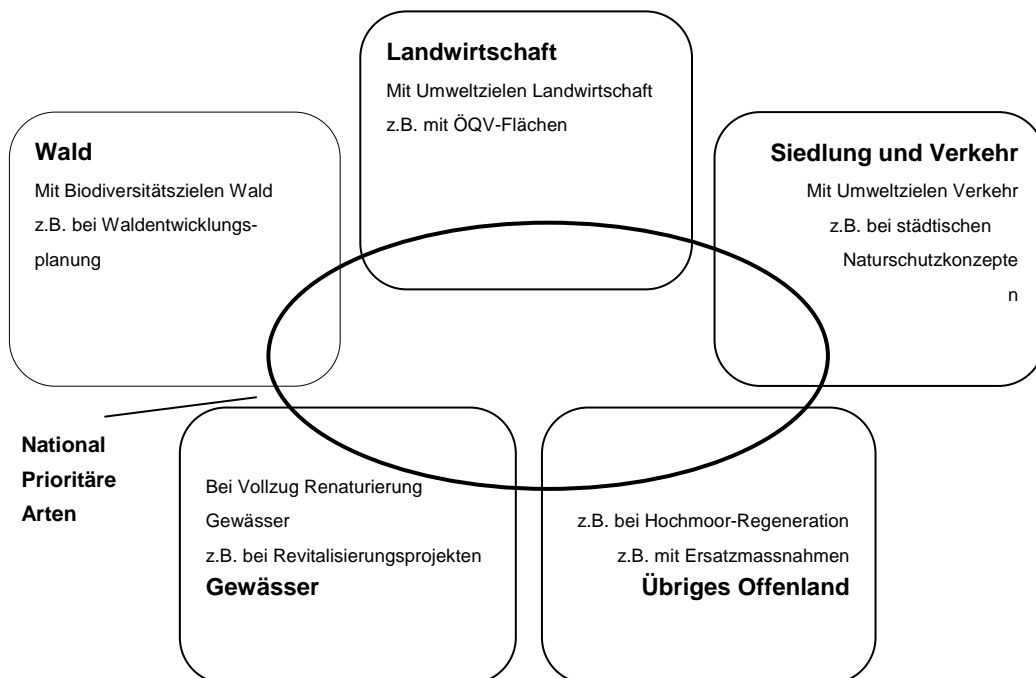 Landwirtschaft
Mit Umweltzielen Landwirtschaft
z.B. mit ÖQV-Flächen
Wald
Mit Biodiversitätszielen Wald
z.B. bei Waldentwicklungs-
planung
Siedlung und Verkehr
Mit Umweltzielen Verkehr
z.B. bei städtischen
Naturschutzkonzepte
n
National
Prioritäre
Arten
Bei Vollzug Renaturierung
Gewässer
z.B. bei Revitalisierungsprojekten
Gewässer
z.B. bei Hochmoor-Regeneration
z.B. mit Ersatzmassnahmen
Übriges Offenland